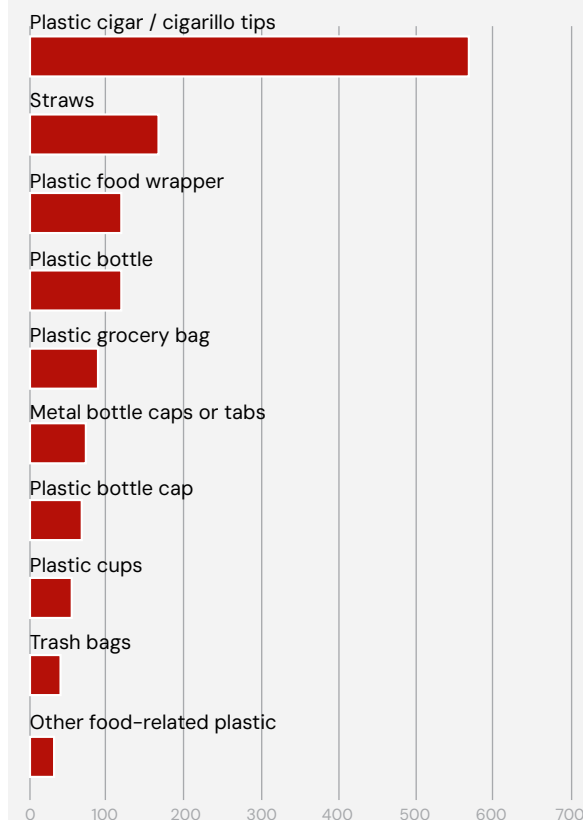 Plastic cigar / cigarillo tips
Straws
Plastic food wrapper
Plastic bottle
Plastic grocery bag
Metal bottle caps or tabs
Plastic bottle cap
Plastic cups
Trash bags
Other food-related plastic
0 100 200 300 400 500 600 700